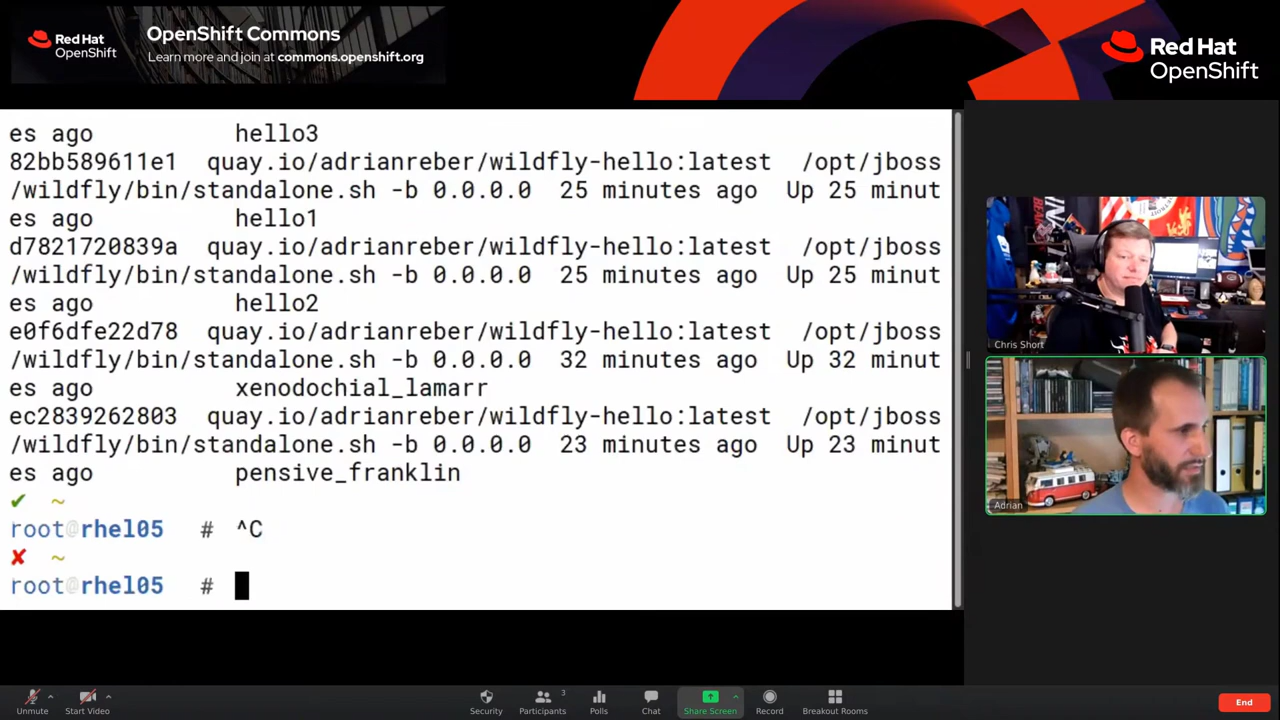 Red Hat
OpenShift
OpenShift Commons
Learn more and join at commons.openshift.org
Red Hat
OpenShift
es ago          hello3
82bb589611e1  quay.io/adrianreber/wildfly-hello:latest  /opt/jboss
/wildfly/bin/standalone.sh -b 0.0.0.0  25 minutes ago  Up 25 minut
es ago          hello1
d7821720839a  quay.io/adrianreber/wildfly-hello:latest  /opt/jboss
/wildfly/bin/standalone.sh -b 0.0.0.0  25 minutes ago  Up 25 minut
es ago          hello2
e0f6dfe22d78  quay.io/adrianreber/wildfly-hello:latest  /opt/jboss
/wildfly/bin/standalone.sh -b 0.0.0.0  32 minutes ago  Up 32 minut
es ago          xenodochial_lamarr
ec2839262803  quay.io/adrianreber/wildfly-hello:latest  /opt/jboss
/wildfly/bin/standalone.sh -b 0.0.0.0  23 minutes ago  Up 23 minut
es ago          pensive_franklin
✔ ~
root@rhel05 # ^C
✘ ~
root@rhel05 #
Chris Short
Adrian
Unmute
Start Video
Security
Participants 3
Polls
Chat
Share Screen
Record
Breakout Rooms
End